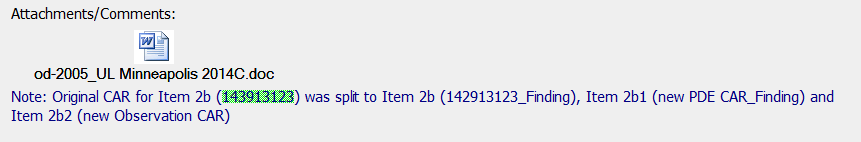 Attachments/Comments:
od-2005_UL Minneapolis 2014C.doc
Note: Original CAR for Item 2b (143913123) was split to Item 2b (142913123_Finding), Item 2b1 (new PDE CAR_Finding) and
Item 2b2 (new Observation CAR)